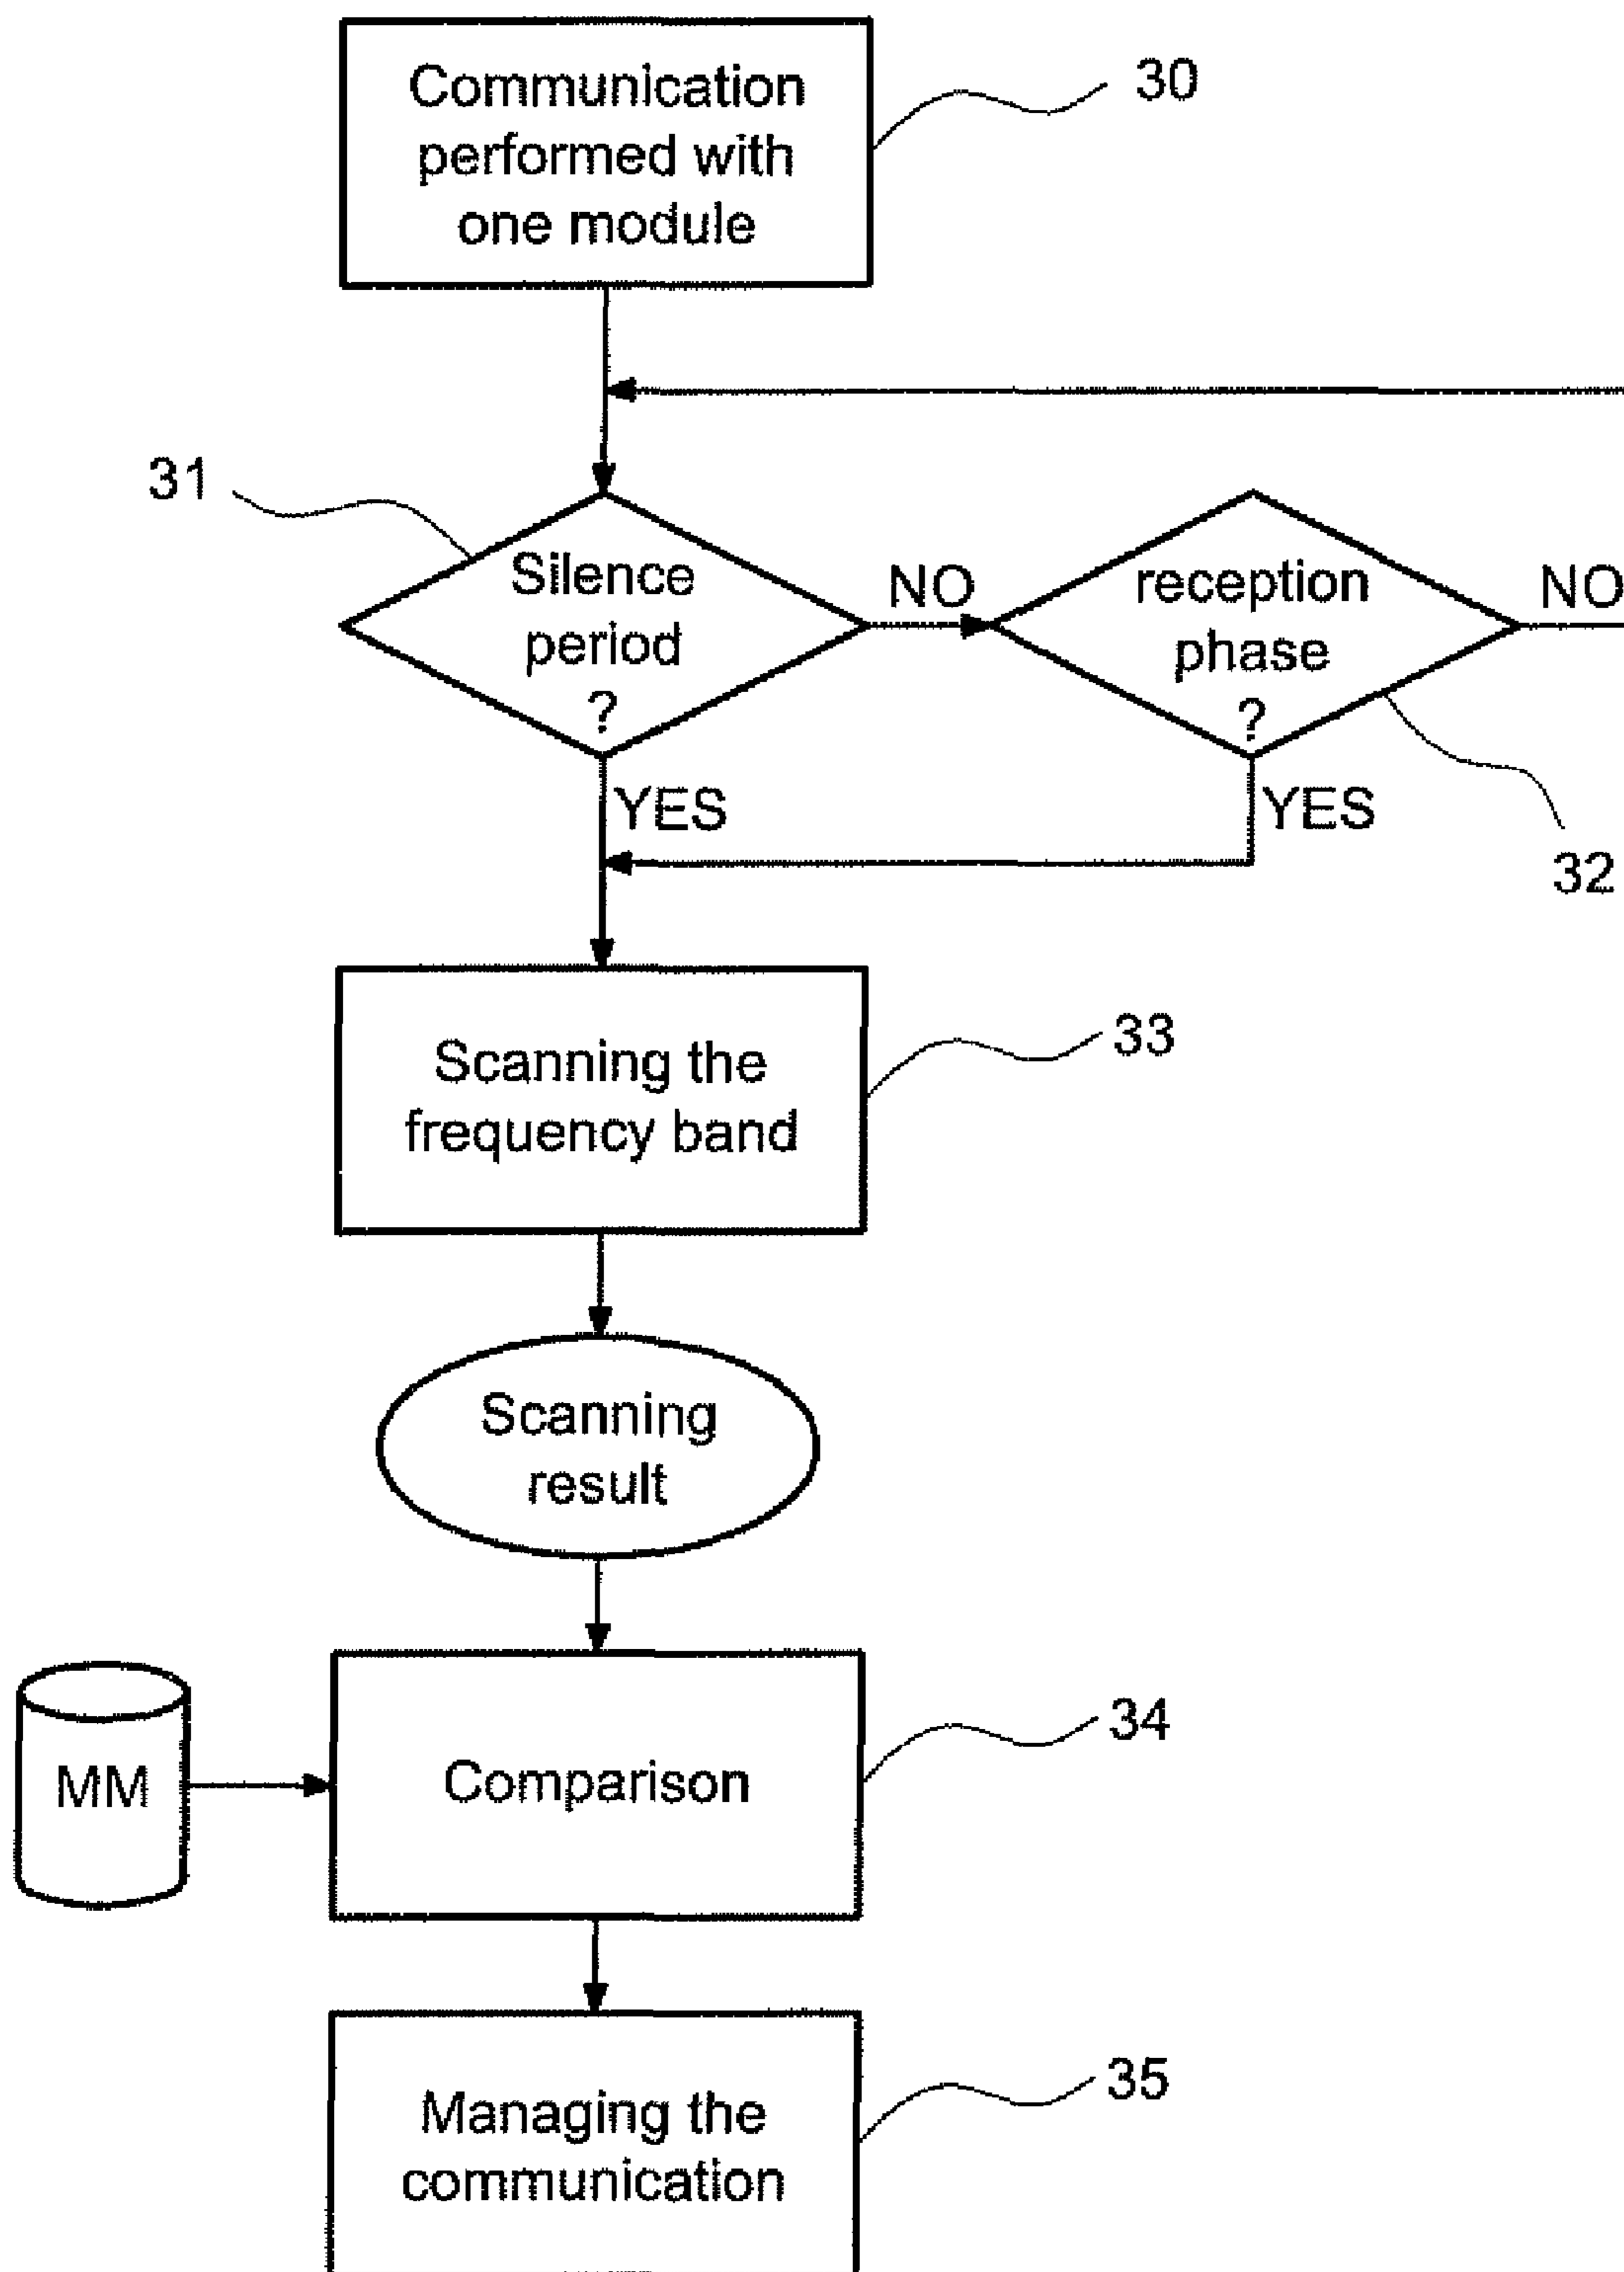 Communication
performed with
one module
30
31
Silence
period
?
NO
reception
phase
?
NO
YES
YES
32
Scanning the
frequency band
33
Scanning
result
MM
Comparison
34
Managing the
communication
35